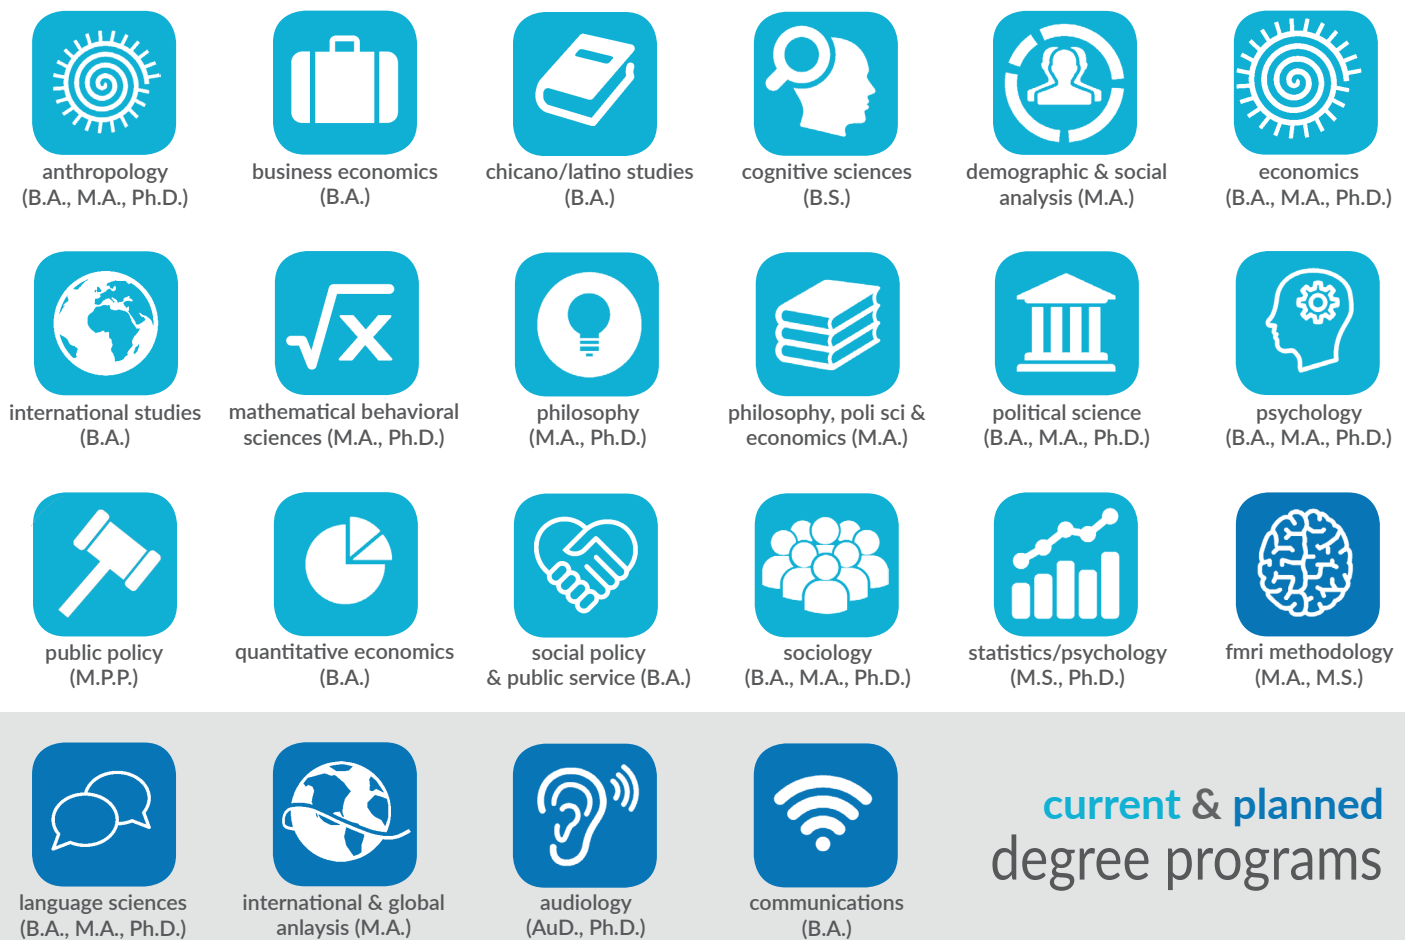 anthropology
(B.A., M.A., Ph.D.)
business economics
(B.A.)
chicano/latino studies
(B.A.)
cognitive sciences
(B.S.)
demographic & social
analysis (M.A.)
economics
(B.A., M.A., Ph.D.)
international studies
(B.A.)
x
mathematical behavioral
sciences (M.A., Ph.D.)
philosophy
(M.A., Ph.D.)
philosophy, poli sci &
economics (M.A.)
political science
(B.A., M.A., Ph.D.)
psychology
(B.A., M.A., Ph.D.)
public policy
(M.P.P.)
quantitative economics
(B.A.)
social policy
& public service (B.A.)
sociology
(B.A., M.A., Ph.D.)
statistics/psychology
(M.S., Ph.D.)
fmri methodology
(M.A., M.S.)
language sciences
(B.A., M.A., Ph.D.)
international & global
anlaysis (M.A.)
audiology
(AuD., Ph.D.)
communications
(B.A.)
current & planned
degree programs